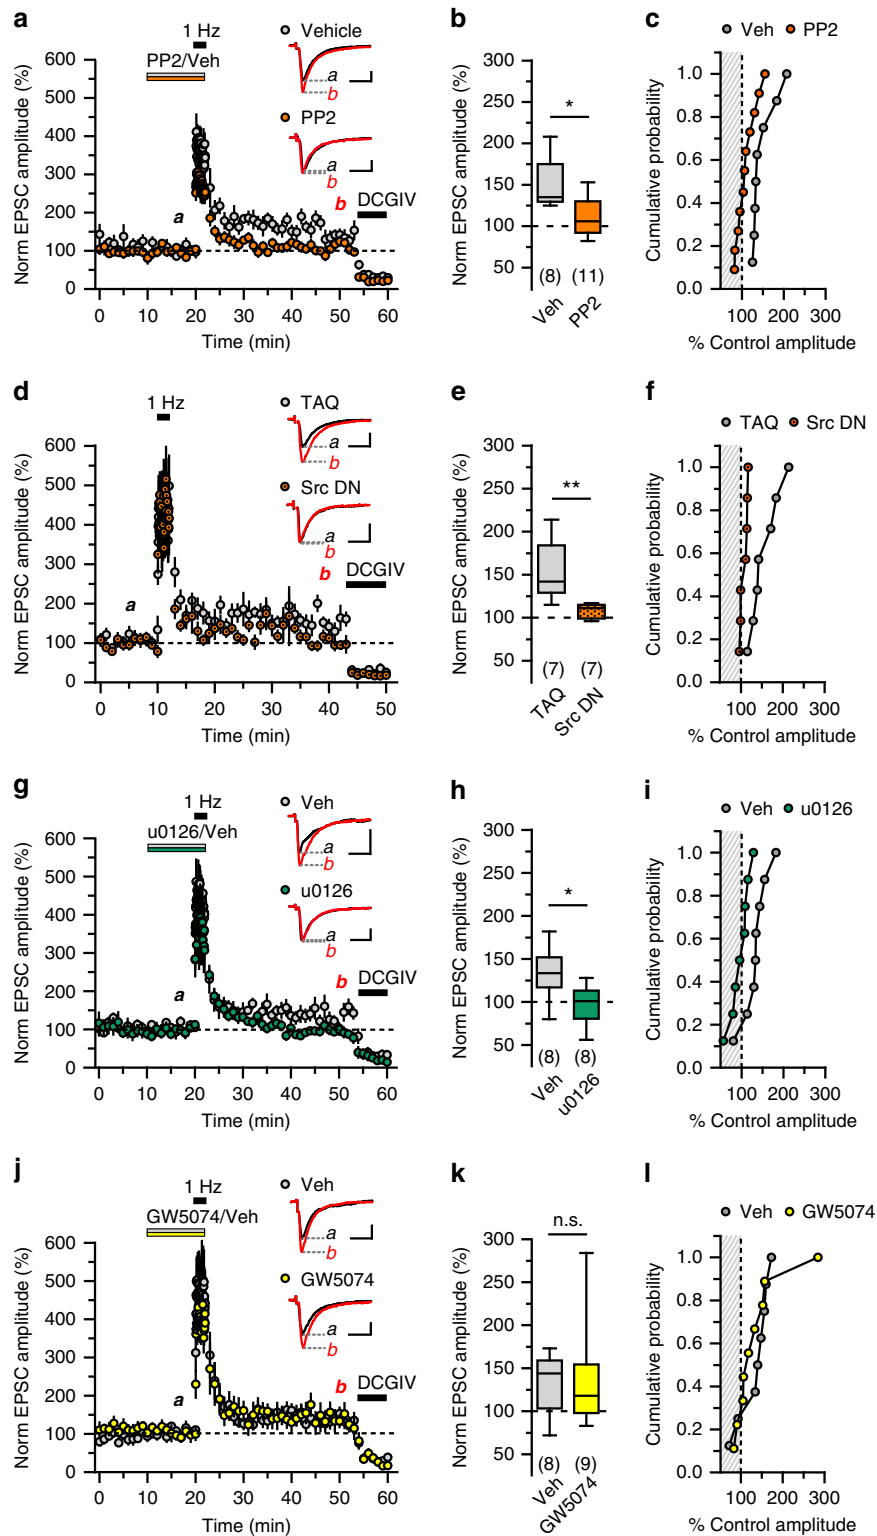 a
1 Hz
Vehicle
PP2/Veh
a
b
PP2
a
b
a
b
DCGIV
Norm EPSC amplitude (%)
600
500
400
300
200
100
0
0 10 20 30 40 50 60
Time (min)
b
Norm EPSC amplitude (%)
300
250
200
150
100
50
*
(8) (11)
Veh PP2
c
Veh PP2
Cumulative probability
1.0
0.8
0.6
0.4
0.2
0.0
100 200 300
% Control amplitude
d
1 Hz
TAQ
a
b
Src DN
a
b
a
b
DCGIV
Norm EPSC amplitude (%)
600
500
400
300
200
100
0
0 10 20 30 40 50
Time (min)
e
Norm EPSC amplitude (%)
300
250
200
150
100
50
**
(7) (7)
TAQ Src DN
f
TAQ Src DN
Cumulative probability
1.0
0.8
0.6
0.4
0.2
0.0
100 200 300
% Control amplitude
g
1 Hz
Veh
u0126/Veh
a
b
u0126
a
b
a
b
DCGIV
Norm EPSC amplitude (%)
600
500
400
300
200
100
0
0 10 20 30 40 50 60
Time (min)
h
Norm EPSC amplitude (%)
300
250
200
150
100
50
*
(8) (8)
Veh u0126
i
Veh u0126
Cumulative probability
1.0
0.8
0.6
0.4
0.2
0.0
100 200 300
% Control amplitude
j
1 Hz
Veh
GW5074/Veh
a
b
GW5074
a
b
a
b
DCGIV
Norm EPSC amplitude (%)
600
500
400
300
200
100
0
0 10 20 30 40 50 60
Time (min)
k
Norm EPSC amplitude (%)
300
250
200
150
100
50
n.s.
(8) (9)
Veh GW5074
l
Veh GW5074
Cumulative probability
1.0
0.8
0.6
0.4
0.2
0.0
100 200 300
% Control amplitude